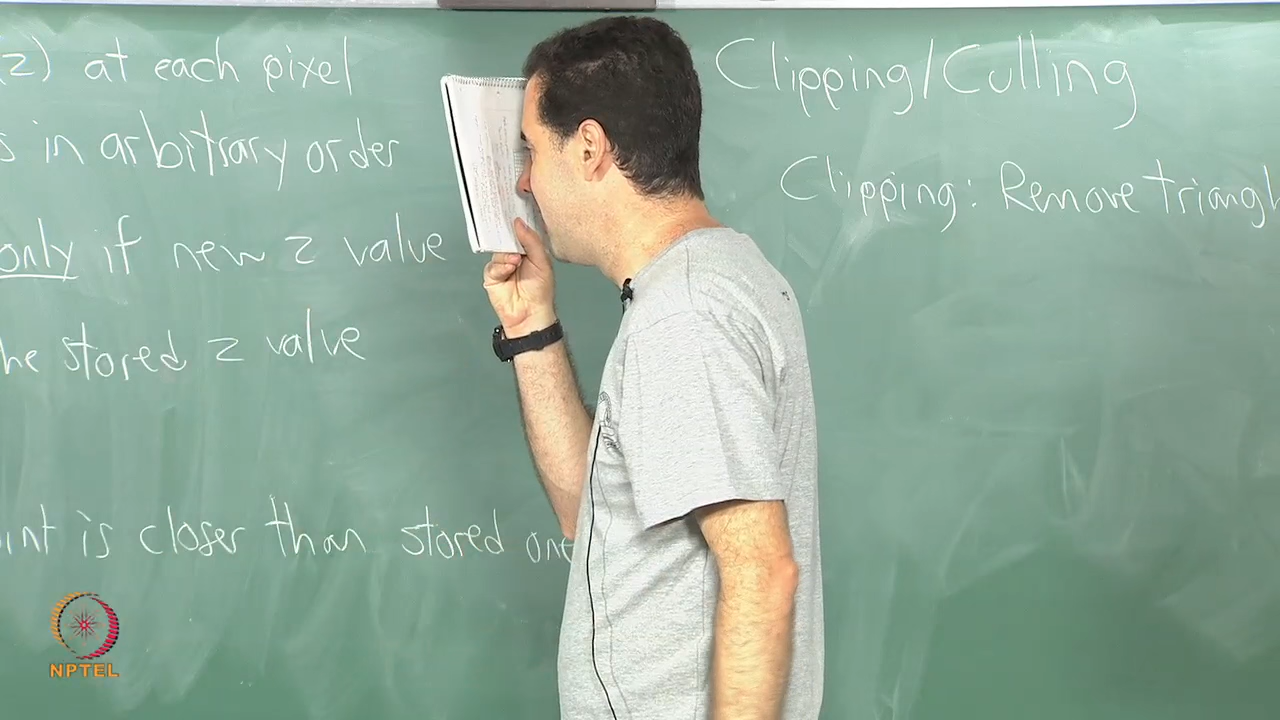 z) at each pixel
s in arbitrary order
only if new z value
he stored z value
int is closer than stored one
Clipping/Culling
Clipping: Remove triangl
NPTEL